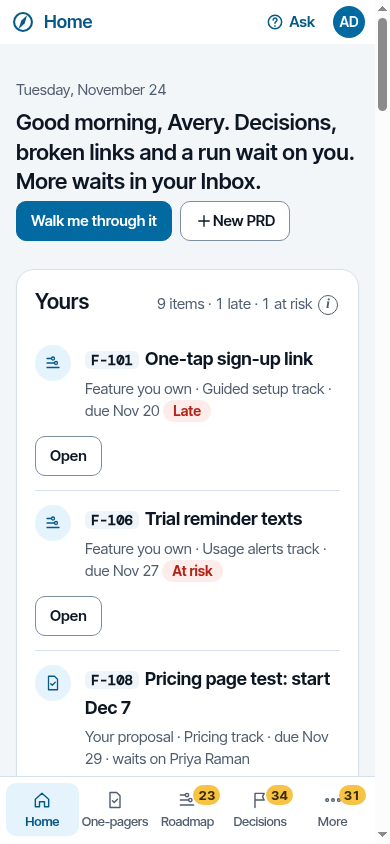 Home
Ask
AD
Tuesday, November 24
Good morning, Avery. Decisions,
broken links and a run wait on you.
More waits in your Inbox.
Walk me through it
+ New PRD
Yours
9 items · 1 late · 1 at risk i
F-101 One-tap sign-up link
Feature you own · Guided setup track ·
due Nov 20 Late
Open
F-106 Trial reminder texts
Feature you own · Usage alerts track ·
due Nov 27 At risk
Open
F-108 Pricing page test: start
Dec 7
Your proposal · Pricing track · due Nov
29 · waits on Priya Raman
23
34
31
Home
One-pagers
Roadmap
Decisions
More